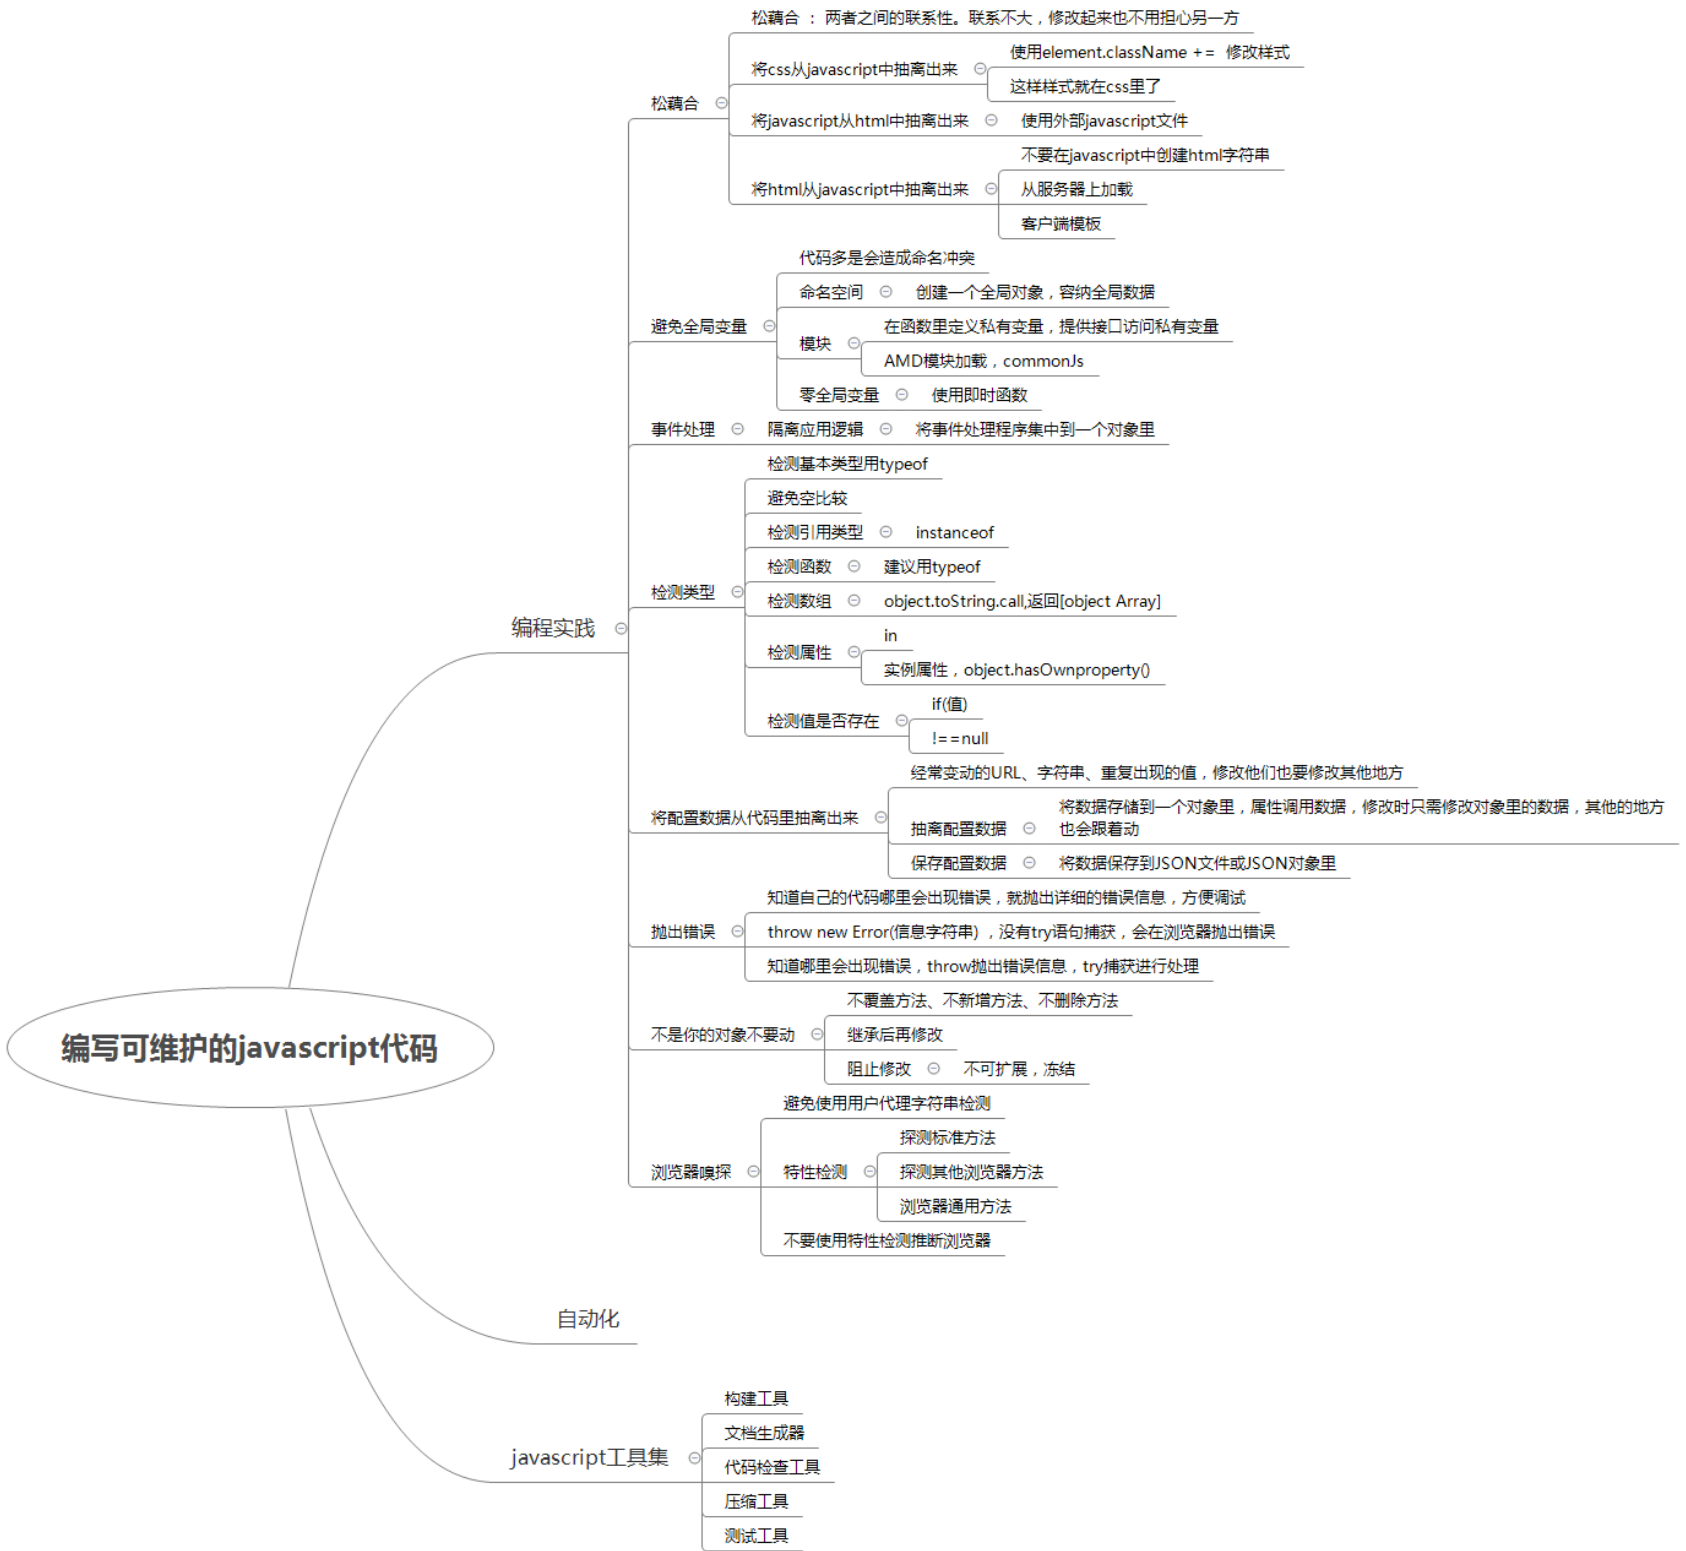 编写可维护的javascript代码
编程实践
松藕合
松藕合 ： 两者之间的联系性。联系不大，修改起来也不用担心另一方
将css从javascript中抽离出来
使用element.className += 修改样式
这样样式就在css里了
将javascript从html中抽离出来
使用外部javascript文件
将html从javascript中抽离出来
不要在javascript中创建html字符串
从服务器上加载
客户端模板
避免全局变量
代码多是会造成命名冲突
命名空间
创建一个全局对象，容纳全局数据
模块
在函数里定义私有变量，提供接口访问私有变量
AMD模块加载，commonJs
零全局变量
使用即时函数
事件处理
隔离应用逻辑
将事件处理程序集中到一个对象里
检测类型
检测基本类型用typeof
避免空比较
检测引用类型
instanceof
检测函数
建议用typeof
检测数组
object.toString.call,返回[object Array]
检测属性
in
实例属性，object.hasOwnproperty()
检测值是否存在
if(值)
!==null
将配置数据从代码里抽离出来
经常变动的URL、字符串、重复出现的值，修改他们也要修改其他地方
抽离配置数据
将数据存储到一个对象里，属性调用数据，修改时只需修改对象里的数据，其他的地方
也会跟着动
保存配置数据
将数据保存到JSON文件或JSON对象里
抛出错误
知道自己的代码哪里会出现错误，就抛出详细的错误信息，方便调试
throw new Error(信息字符串) ，没有try语句捕获，会在浏览器抛出错误
知道哪里会出现错误，throw抛出错误信息，try捕获进行处理
不是你的对象不要动
不覆盖方法、不新增方法、不删除方法
继承后再修改
阻止修改
不可扩展，冻结
浏览器嗅探
避免使用用户代理字符串检测
特性检测
探测标准方法
探测其他浏览器方法
浏览器通用方法
不要使用特性检测推断浏览器
自动化
javascript工具集
构建工具
文档生成器
代码检查工具
压缩工具
测试工具